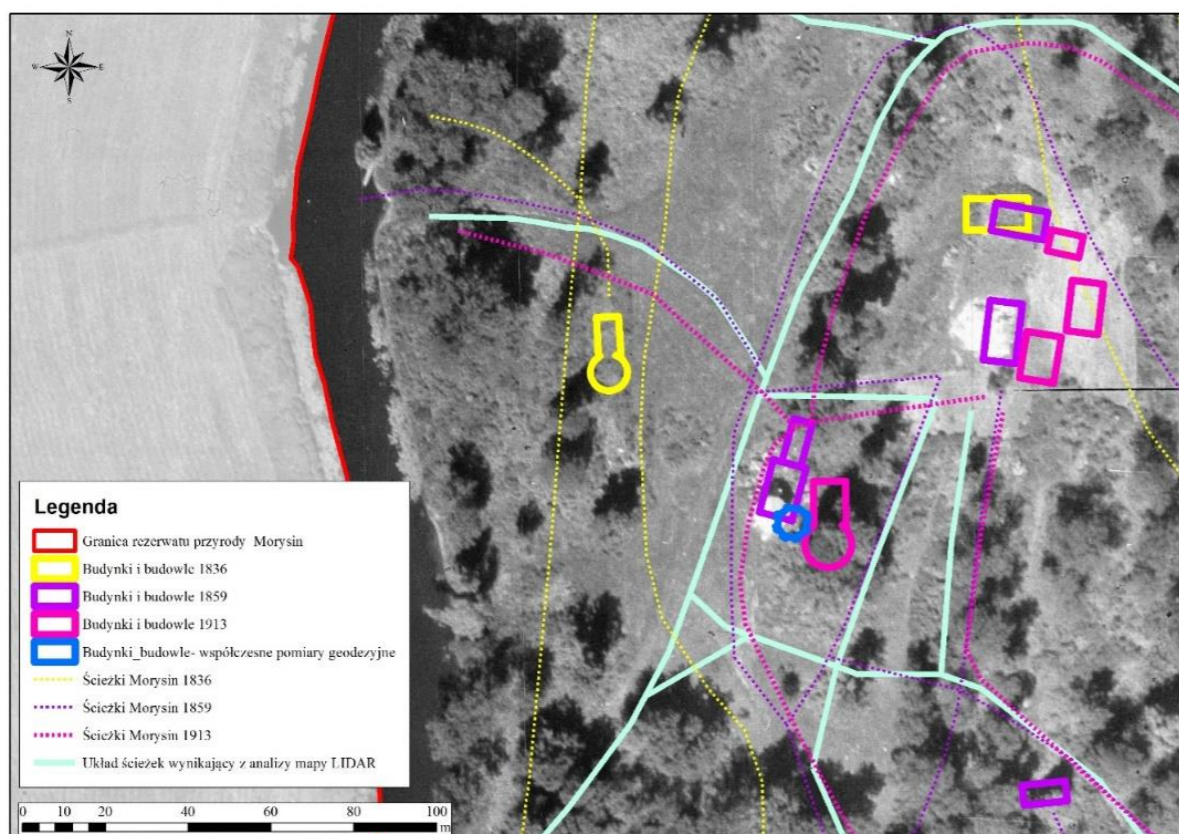 N
W E
S
Legenda
Granica rezerwatu przyrody Morysin
Budynki i budowle 1836
Budynki i budowle 1859
Budynki i budowle 1913
Budynki_budowle- współczesne pomiary geodezyjne
Ścieżki Morysin 1836
Ścieżki Morysin 1859
Ścieżki Morysin 1913
Układ ścieżek wynikający z analizy mapy LIDAR
0 10 20 40 60 80 100
m